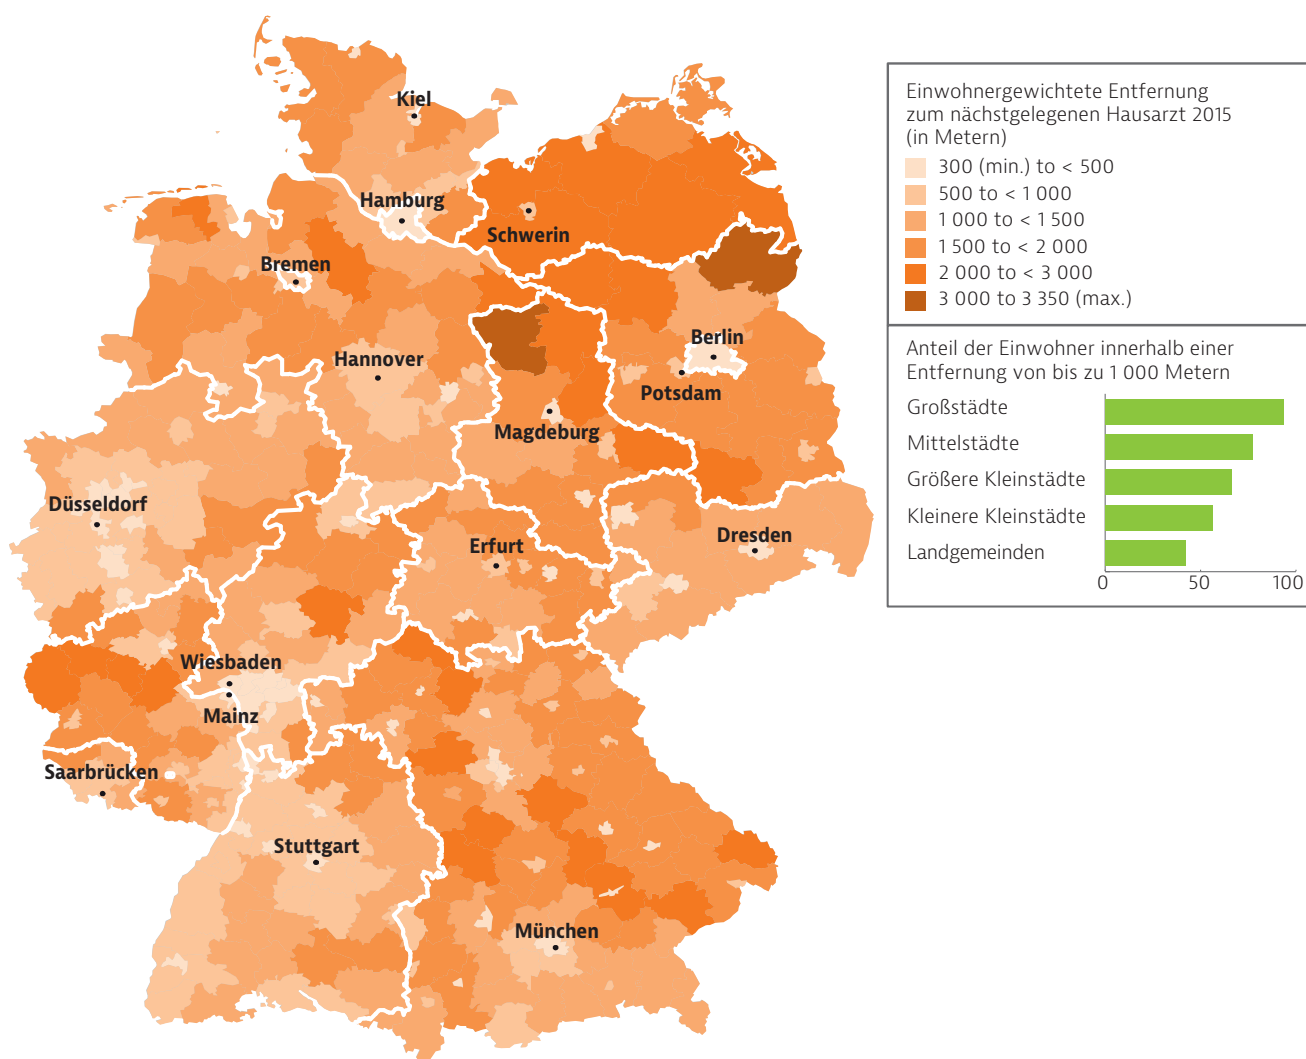 Kiel
Hamburg
Schwerin
Bremen
Berlin
Hannover
Potsdam
Magdeburg
Düsseldorf
Dresden
Erfurt
Wiesbaden
Mainz
Saarbrücken
Stuttgart
München
Einwohnergewichtete Entfernung
zum nächstgelegenen Hausarzt 2015
(in Metern)
300 (min.) to < 500
500 to < 1 000
1 000 to < 1 500
1 500 to < 2 000
2 000 to < 3 000
3 000 to 3 350 (max.)
Anteil der Einwohner innerhalb einer
Entfernung von bis zu 1 000 Metern
Großstädte
Mittelstädte
Größere Kleinstädte
Kleinere Kleinstädte
Landgemeinden
0 50 100